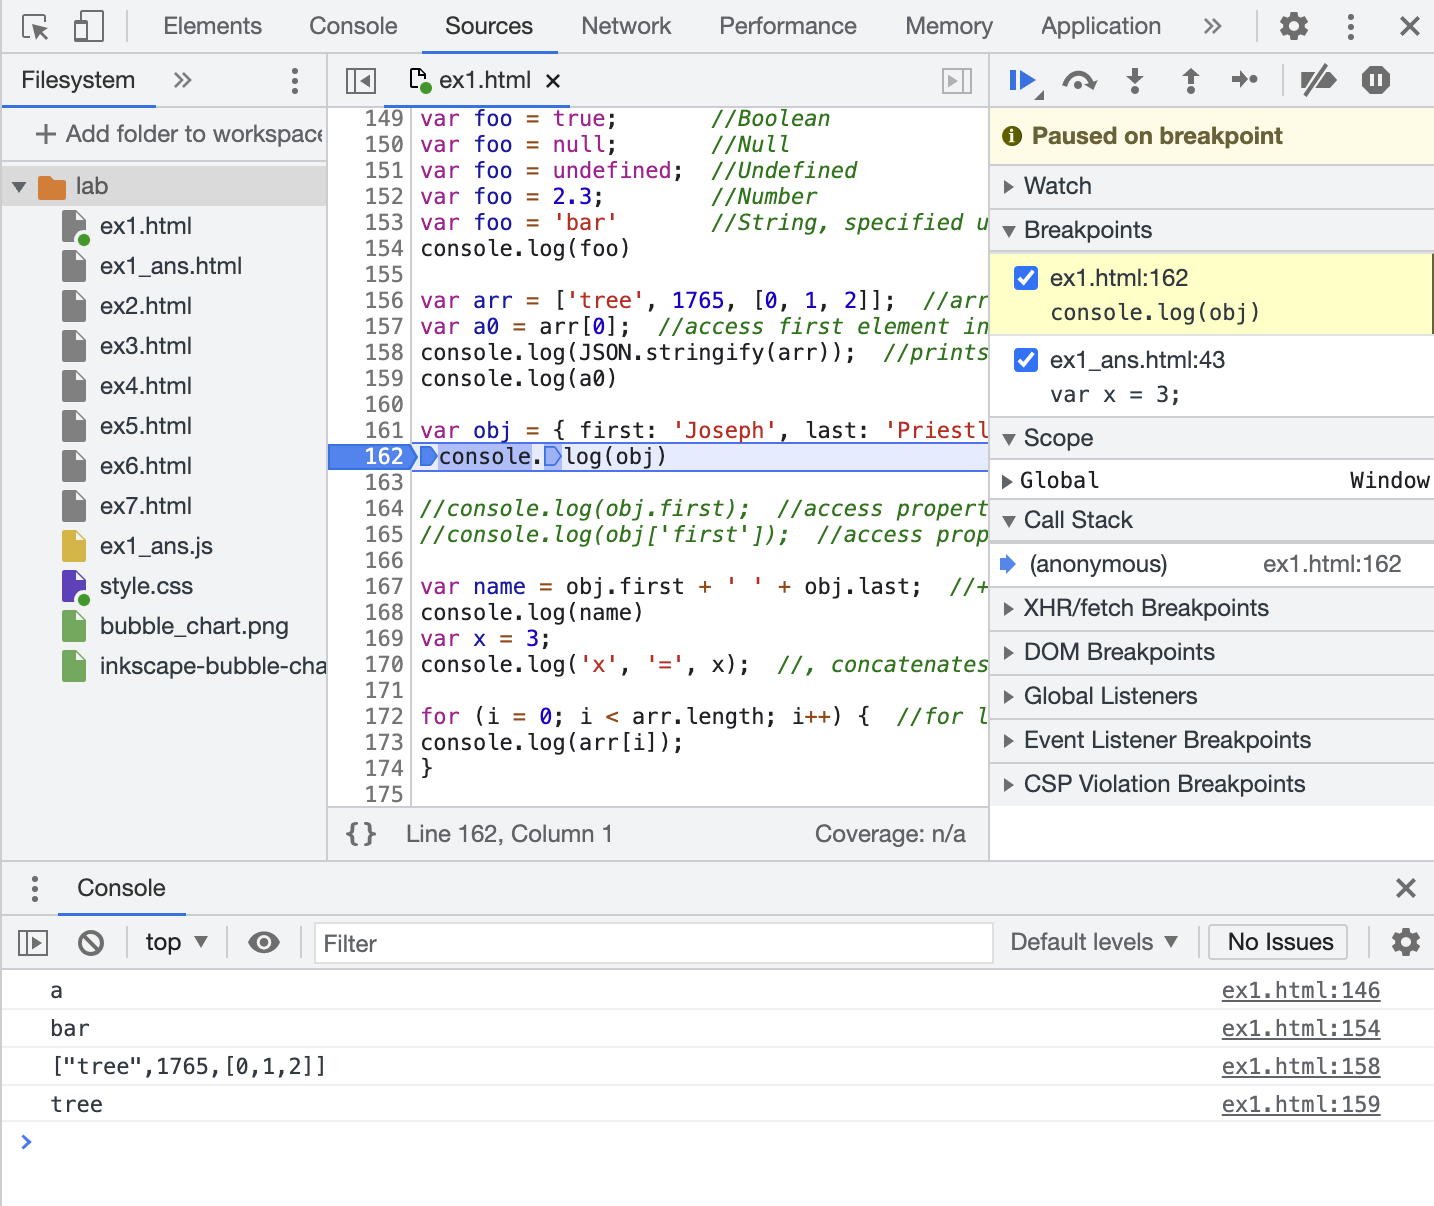 Elements Console Sources Network Performance Memory Application
Filesystem
ex1.html
Add folder to workspace
lab
ex1.html
ex1_ans.html
ex2.html
ex3.html
ex4.html
ex5.html
ex6.html
ex7.html
ex1_ans.js
style.css
bubble_chart.png
inkscape-bubble-cha
149 var foo = true; //Boolean
150 var foo = null; //Null
151 var foo = undefined; //Undefined
152 var foo = 2.3; //Number
153 var foo = 'bar' //String, specified u
154 console.log(foo)
155
156 var arr = ['tree', 1765, [0, 1, 2]]; //arr
157 var a0 = arr[0]; //access first element in
158 console.log(JSON.stringify(arr)); //prints
159 console.log(a0)
160
161 var obj = { first: 'Joseph', last: 'Priestl
162 console.log(obj)
163
164 //console.log(obj.first); //access propert
165 //console.log(obj['first']); //access prop
166
167 var name = obj.first + ' ' + obj.last; //+
168 console.log(name)
169 var x = 3;
170 console.log('x', '=', x); //, concatenates
171
172 for (i = 0; i < arr.length; i++) { //for l
173 console.log(arr[i]);
174 }
175
{} Line 162, Column 1 Coverage: n/a
Paused on breakpoint
Watch
Breakpoints
ex1.html:162
console.log(obj)
ex1_ans.html:43
var x = 3;
Scope
Global Window
Call Stack
(anonymous) ex1.html:162
XHR/fetch Breakpoints
DOM Breakpoints
Global Listeners
Event Listener Breakpoints
CSP Violation Breakpoints
Console
top Filter Default levels No Issues
a ex1.html:146
bar ex1.html:154
["tree",1765,[0,1,2]] ex1.html:158
tree ex1.html:159